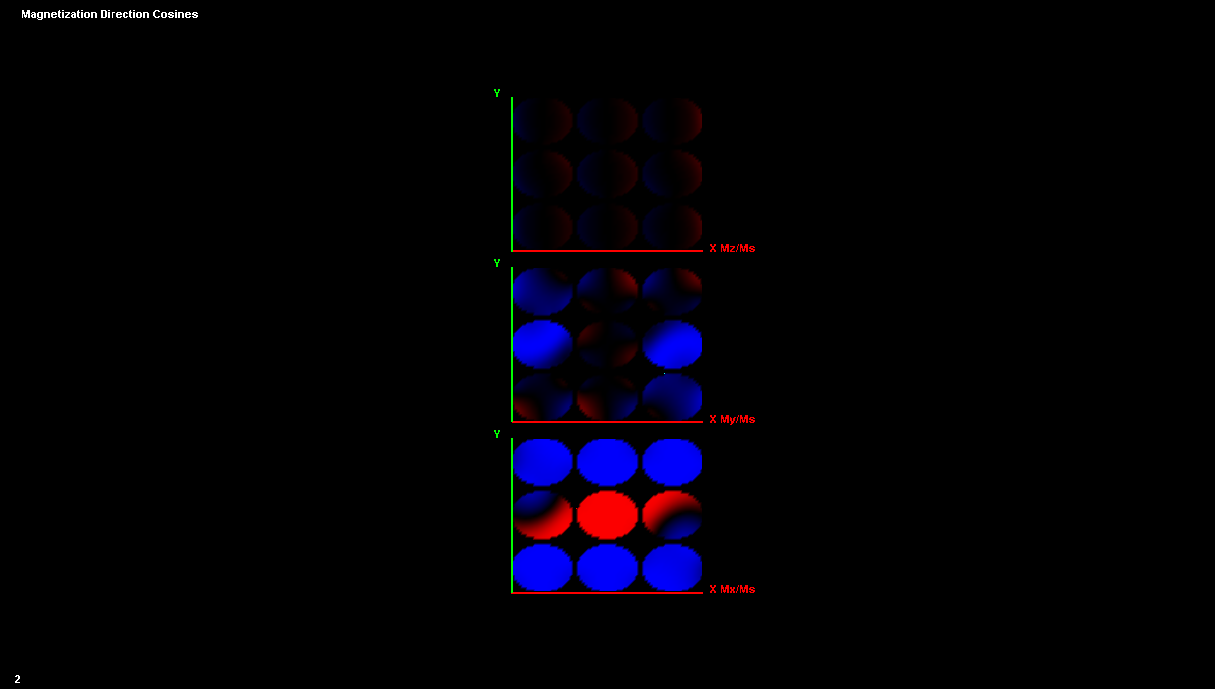 Magnetization Direction Cosines
Y
X Mz/Ms
Y
X My/Ms
Y
X Mx/Ms
2